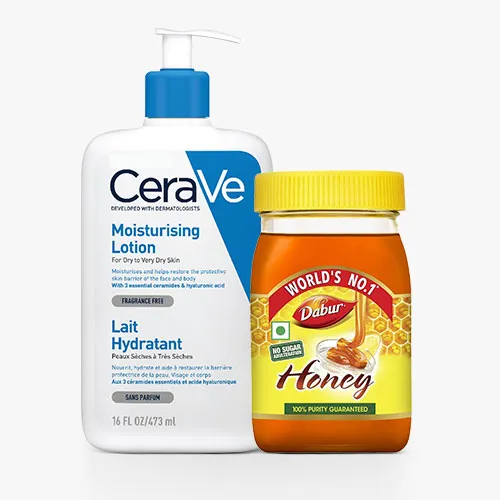 CeraVe
DEVELOPED WITH DERMATOLOGISTS
Moisturising
Lotion
For Dry to Very Dry Skin
Moisturises and helps restore the protective
skin barrier of the face and body
With 3 essential ceramides & hyaluronic acid
FRAGRANCE FREE
Lait
Hydratant
Peaux Sèches à Très Sèches
Nourrit, hydrate et aide à restaurer la barrière
protectrice de la peau. Visage et corps
Aux 3 céramides essentiels et acide hyaluronique
SANS PARFUM
16 FL OZ/473 ml
WORLD'S NO.1*
Dabur
NO SUGAR
ADULTERATION
Honey
100% PURITY GUARANTEED